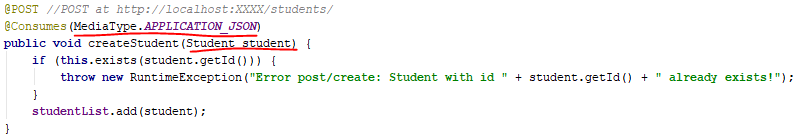 @POST //POST at http://localhost:XXXX/students/
@Consumes(MediaType.APPLICATION_JSON)
public void createStudent(Student student) {
if (this.exists(student.getId())) {
throw new RuntimeException("Error post/create: Student with id " + student.getId() + " already exists!");
}
studentList.add(student);
}